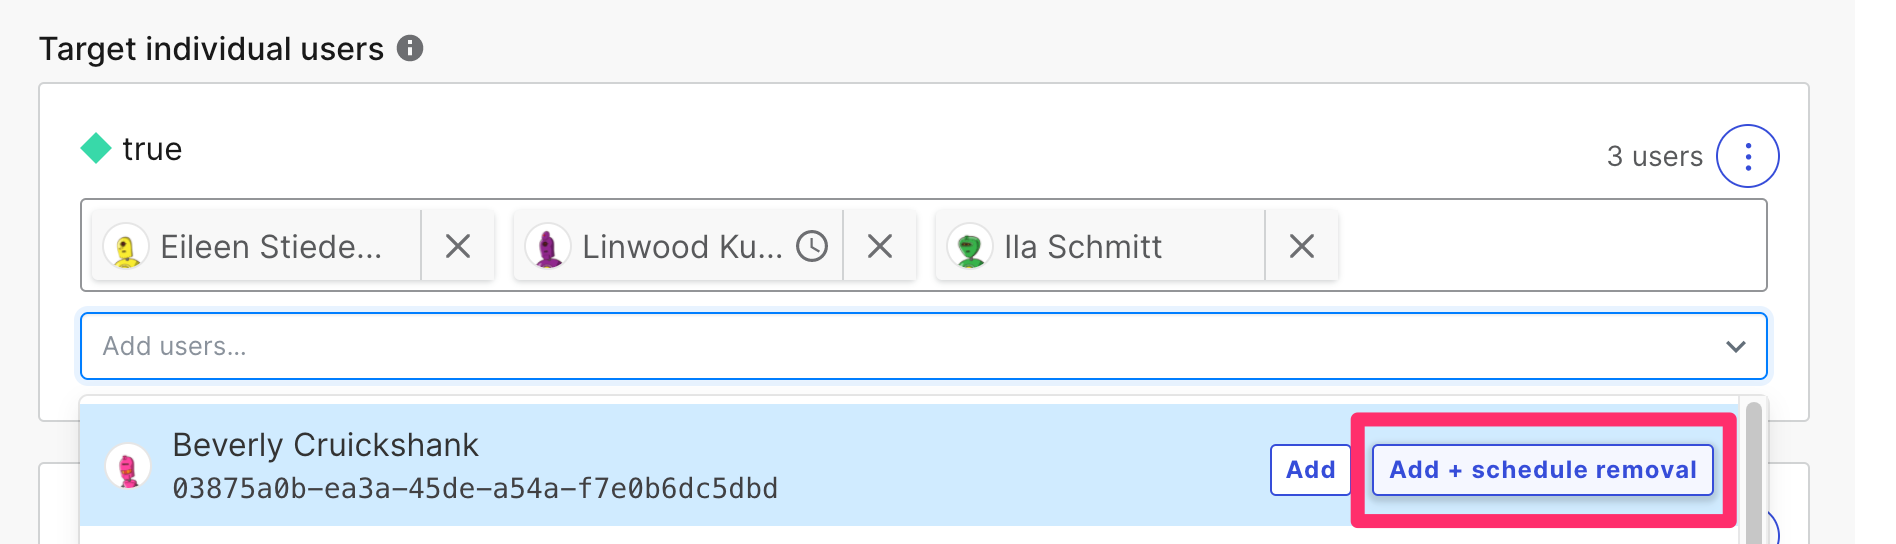 Target individual users
true
3 users
Eileen Stiede...
Linwood Ku...
Ila Schmitt
Add users...
Beverly Cruickshank
03875a0b-ea3a-45de-a54a-f7e0b6dc5dbd
Add
Add + schedule removal